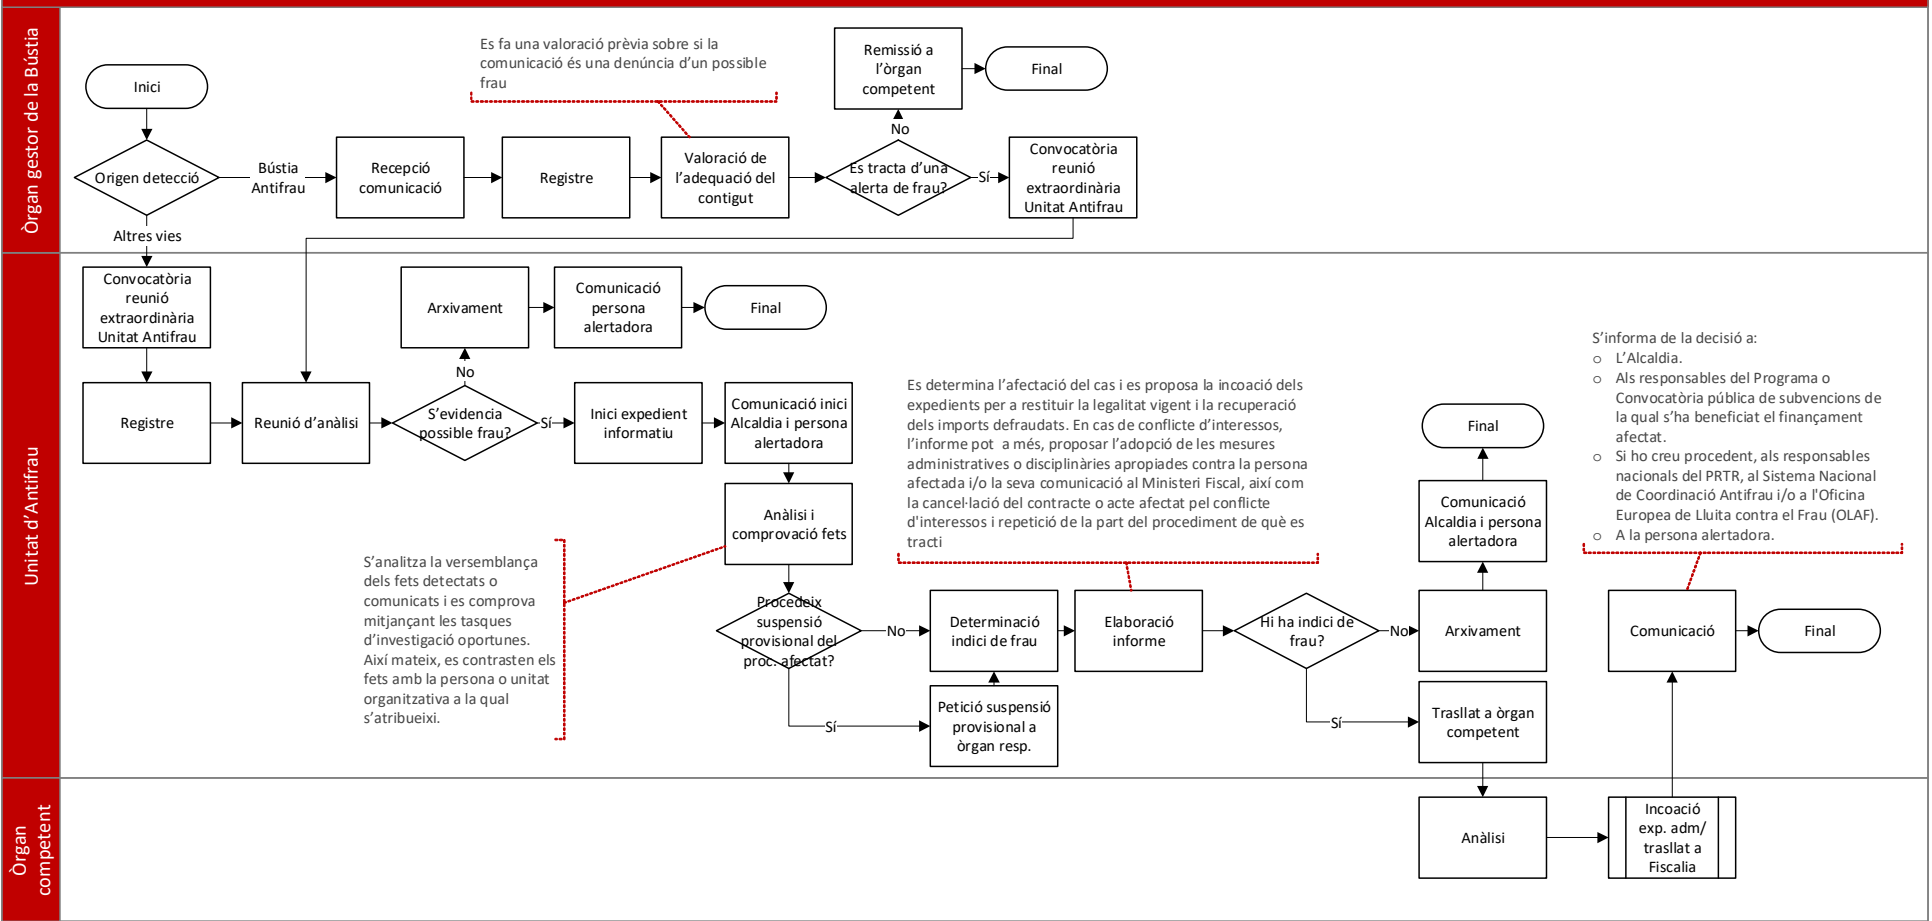 Òrgan gestor de la Bústia
Inici
Origen detecció
Bústia
Antifrau
Altres vies
Recepció
comunicació
Registre
Es fa una valoració prèvia sobre si la
comunicació és una denúncia d’un possible
frau
Valoració de
l’adequació del
contigut
Es tracta d’una
alerta de frau?
No
Remissió a
l’òrgan
competent
Final
Sí
Convocatòria
reunió
extraordinària
Unitat Antifrau
Unitat d’Antifrau
Convocatòria
reunió
extraordinària
Unitat Antifrau
Registre
Reunió d’anàlisi
S’evidencia
possible frau?
No
Arxivament
Comunicació
persona
alertadora
Final
Sí
Inici expedient
informatiu
Comunicació inici
Alcaldia i persona
alertadora
Anàlisi i
comprovació fets
S’analitza la versemblança
dels fets detectats o
comunicats i es comprova
mitjançant les tasques
d’investigació oportunes.
Així mateix, es contrasten els
fets amb la persona o unitat
organitzativa a la qual
s’atribueixi.
Procedeix
suspensió
provisional del
proc. afectat?
No
Sí
Petició suspensió
provisional a
òrgan resp.
Determinació
indici de frau
Es determina l’afectació del cas i es proposa la incoació dels
expedients per a restituir la legalitat vigent i la recuperació
dels imports defraudats. En cas de conflicte d’interessos,
l’informe pot  a més, proposar l’adopció de les mesures
administratives o disciplinàries apropiades contra la persona
afectada i/o la seva comunicació al Ministeri Fiscal, així com
la cancel·lació del contracte o acte afectat pel conflicte
d'interessos i repetició de la part del procediment de què es
tracti
Elaboració
informe
Hi ha indici de
frau?
No
Arxivament
Comunicació
Alcaldia i persona
alertadora
Final
Sí
Trasllat a òrgan
competent
S’informa de la decisió a:
o L’Alcaldia.
o Als responsables del Programa o
Convocatòria pública de subvencions de
la qual s’ha beneficiat el finançament
afectat.
o Si ho creu procedent, als responsables
nacionals del PRTR, al Sistema Nacional
de Coordinació Antifrau i/o a l'Oficina
Europea de Lluita contra el Frau (OLAF).
o A la persona alertadora.
Comunicació
Final
Òrgan
competent
Anàlisi
Incoació
exp. adm/
trasllat a
Fiscalia